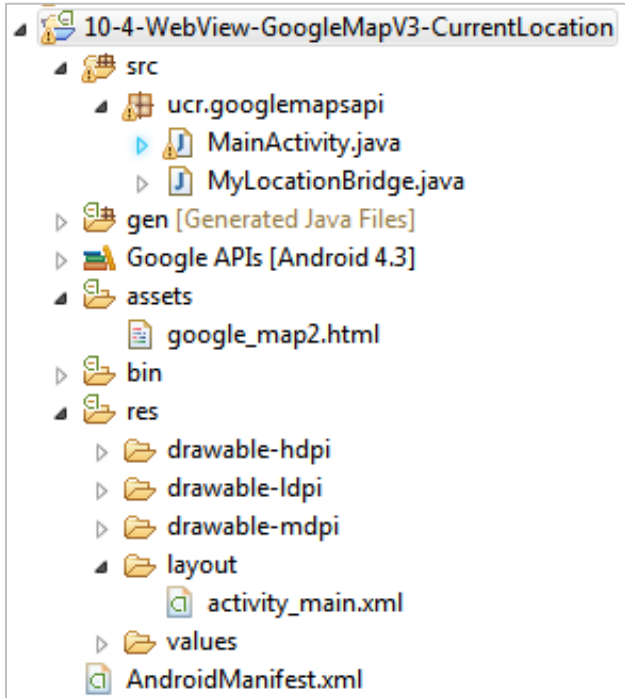 10-4-WebView-GoogleMapV3-CurrentLocation
src
ucr.googlemapsapi
MainActivity.java
MyLocationBridge.java
gen [Generated Java Files]
Google APIs [Android 4.3]
assets
google_map2.html
bin
res
drawable-hdpi
drawable-ldpi
drawable-mdpi
layout
activity_main.xml
values
AndroidManifest.xml